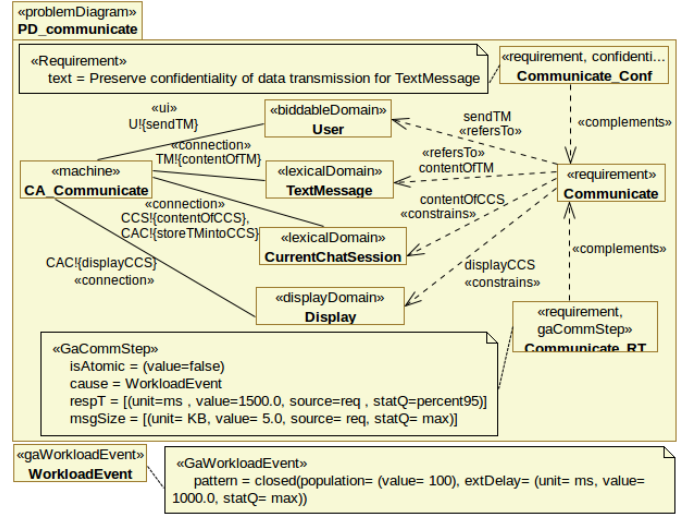 «problemDiagram»
PD_communicate
«Requirement»
text = Preserve confidentiality of data transmission for TextMessage
«requirement, confidenti...
Communicate_Conf
«ui»
U!{sendTM}
«biddableDomain»
User
sendTM
«refersTo»
«complements»
«connection»
TM!{contentOfTM}
«machine»
CA_Communicate
«lexicalDomain»
TextMessage
«refersTo»
contentOfTM
«requirement»
Communicate
«connection»
CCS!{contentOfCCS},
CAC!{storeTMintoCCS}
«lexicalDomain»
CurrentChatSession
contentOfCCS
«constrains»
«complements»
CAC!{displayCCS}
«connection»
«displayDomain»
Display
displayCCS
«constrains»
«requirement,
gaCommStep»
Communicate_RT
«GaCommStep»
isAtomic = (value=false)
cause = WorkloadEvent
respT = [(unit=ms , value=1500.0, source=req , statQ=percent95)]
msgSize = [(unit= KB, value= 5.0, source= req, statQ= max)]
«gaWorkloadEvent»
WorkloadEvent
«GaWorkloadEvent»
pattern = closed(population= (value= 100), extDelay= (unit= ms, value=
1000.0, statQ= max))